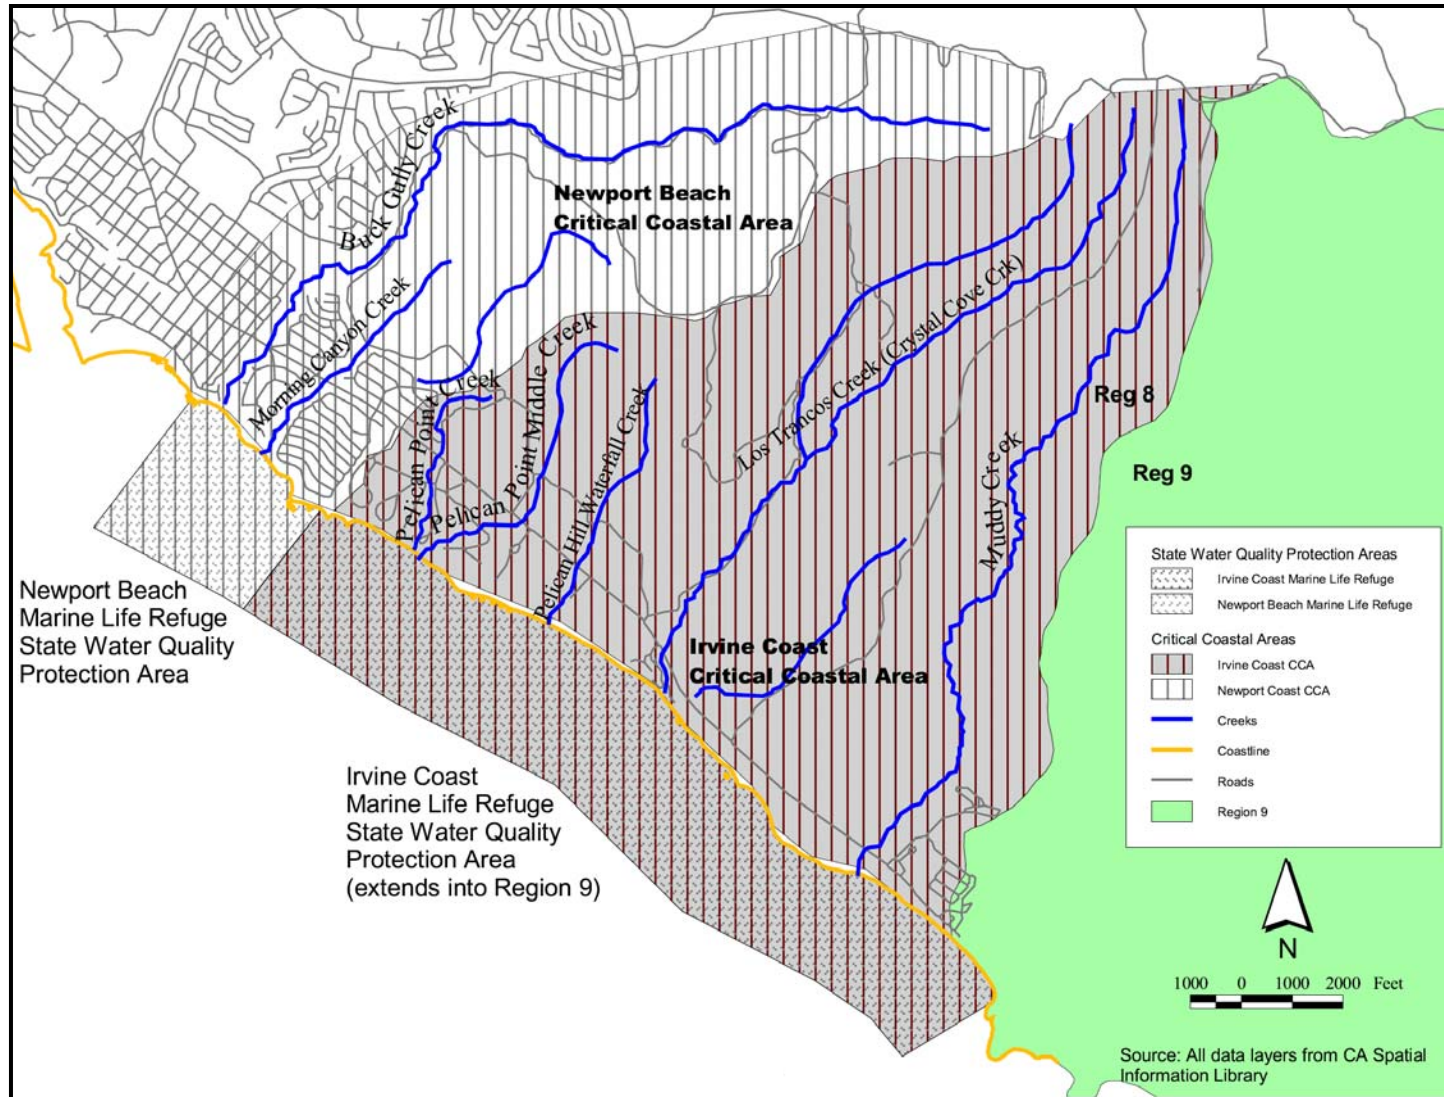 Buck Gully Creek
Newport Beach
Critical Coastal Area
Morning Canyon Creek
Pelican Point Creek
Pelican Point Middle Creek
Pelican Hill Waterfall Creek
Los Trancos Creek (Crystal Cove Crk)
Muddy Creek
Reg 8
Reg 9
Irvine Coast
Critical Coastal Area
Newport Beach
Marine Life Refuge
State Water Quality
Protection Area
Irvine Coast
Marine Life Refuge
State Water Quality
Protection Area
(extends into Region 9)
State Water Quality Protection Areas
Irvine Coast Marine Life Refuge
Newport Beach Marine Life Refuge
Critical Coastal Areas
Irvine Coast CCA
Newport Coast CCA
Creeks
Coastline
Roads
Region 9
N
1000 0 1000 2000 Feet
Source: All data layers from CA Spatial
Information Library